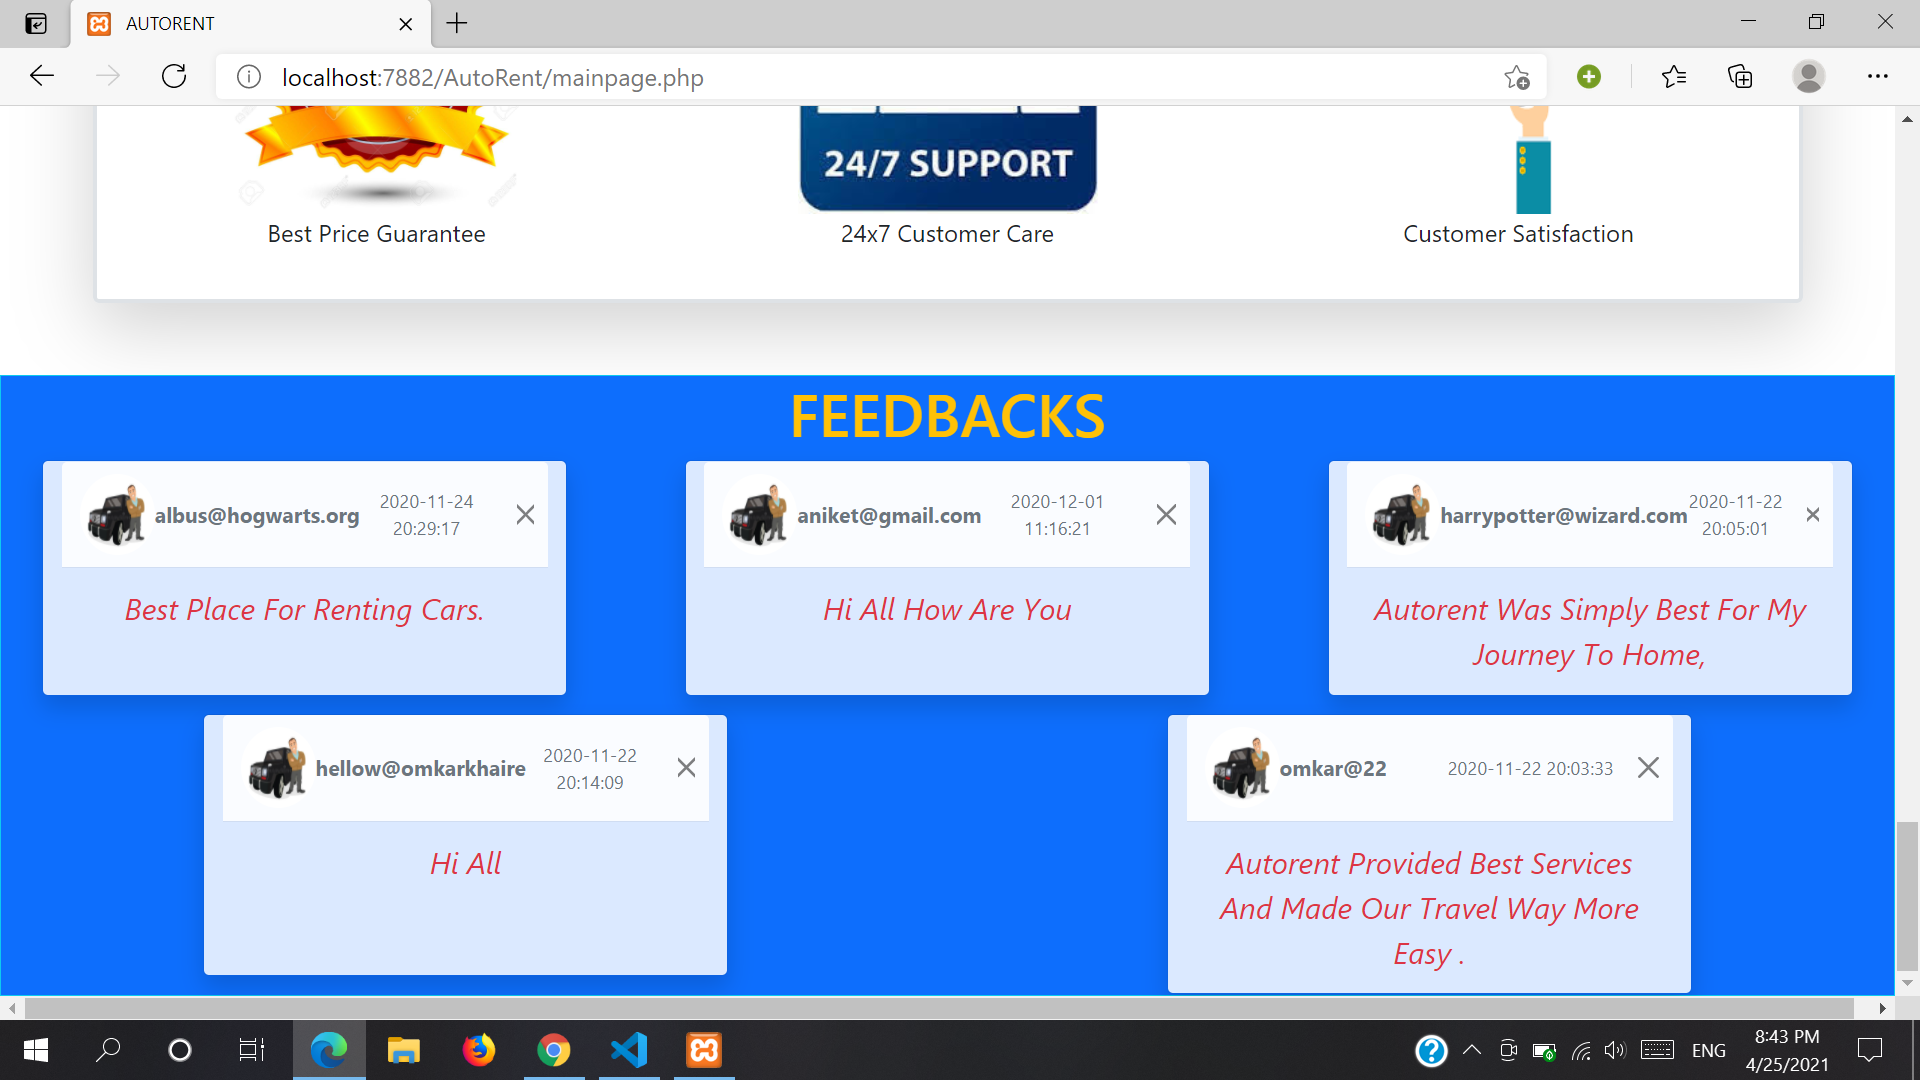 AUTORENT
localhost:7882/AutoRent/mainpage.php
24/7 SUPPORT
Best Price Guarantee
24x7 Customer Care
Customer Satisfaction
FEEDBACKS
albus@hogwarts.org
2020-11-24
20:29:17
Best Place For Renting Cars.
aniket@gmail.com
2020-12-01
11:16:21
Hi All How Are You
harrypotter@wizard.com
2020-11-22
20:05:01
Autorent Was Simply Best For My
Journey To Home,
hellow@omkarkhaire
2020-11-22
20:14:09
Hi All
omkar@22
2020-11-22 20:03:33
Autorent Provided Best Services
And Made Our Travel Way More
Easy .
ENG
8:43 PM
4/25/2021